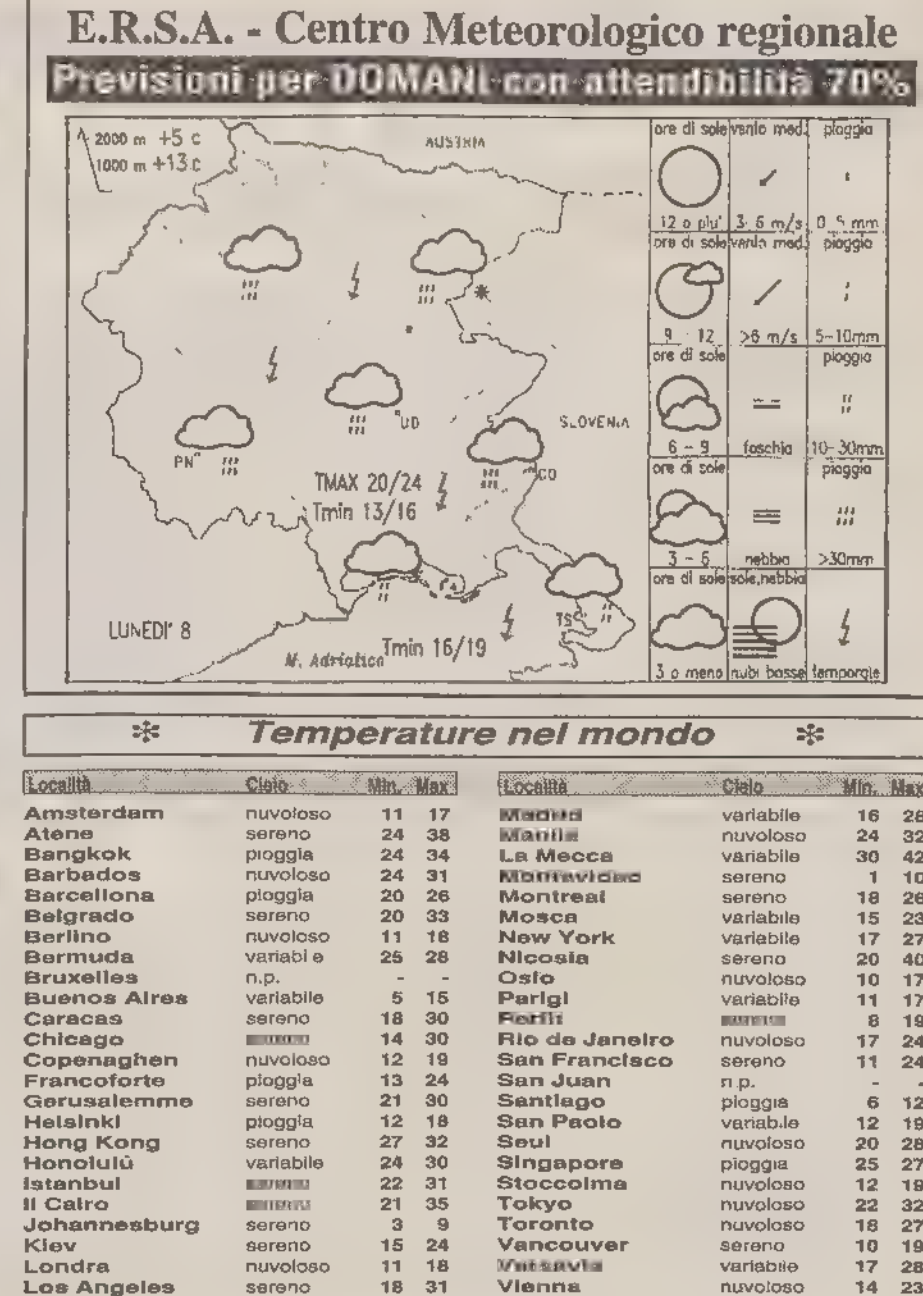 E.R.S.A. - Centro Meteorologico regionale
Previsioni per DOMANI con attendibilità 70%
2000 m +5 c
1000 m +13 c
AUSTRIA
SLOVENIA
UD
PN
GO
TMAX 20/24
Tmin 13/16
TS
LUNEDI' 8
M. Adriatico
Tmin 16/19
ore di sole vento med. pioggia
12 o piu' 3-6 m/s 0-5 mm
ore di sole vento med. pioggia
9 - 12 >6 m/s 5-10mm
ore di sole pioggia
6 - 9 foschia 10-30mm
ore di sole pioggia
3 - 6 nebbia >30mm
ore di sole sole,nebbia
3 o meno nubi basse temporale
Temperature nel mondo
Località Cielo Min. Max
Amsterdam nuvoloso 11 17
Atene sereno 24 38
Bangkok pioggia 24 34
Barbados nuvoloso 24 31
Barcellona pioggia 20 26
Belgrado sereno 20 33
Berlino nuvoloso 11 18
Bermuda variabile 25 28
Bruxelles n.p. - -
Buenos Aires variabile 5 15
Caracas sereno 18 30
Chicago 14 30
Copenaghen nuvoloso 12 19
Francoforte pioggia 13 24
Gerusalemme sereno 21 30
Helsinki pioggia 12 18
Hong Kong sereno 27 32
Honolulù variabile 24 30
Istanbul 22 31
Il Cairo 21 35
Johannesburg sereno 3 9
Kiev sereno 15 24
Londra nuvoloso 11 18
Los Angeles sereno 18 31
Località Cielo Min. Max
Madrid variabile 16 28
Manila nuvoloso 24 32
La Mecca variabile 30 42
Montevideo sereno 1 10
Montreal sereno 18 26
Mosca variabile 15 23
New York variabile 17 27
Nicosia sereno 20 40
Oslo nuvoloso 10 17
Parigi variabile 11 17
8 19
Rio de Janeiro nuvoloso 17 24
San Francisco sereno 11 24
San Juan n.p. - -
Santiago pioggia 6 12
San Paolo variabile 12 19
Seul nuvoloso 20 28
Singapore pioggia 25 27
Stoccolma nuvoloso 12 19
Tokyo nuvoloso 22 32
Toronto nuvoloso 18 27
Vancouver sereno 10 19
Varsavia variabile 17 28
Vienna nuvoloso 14 23